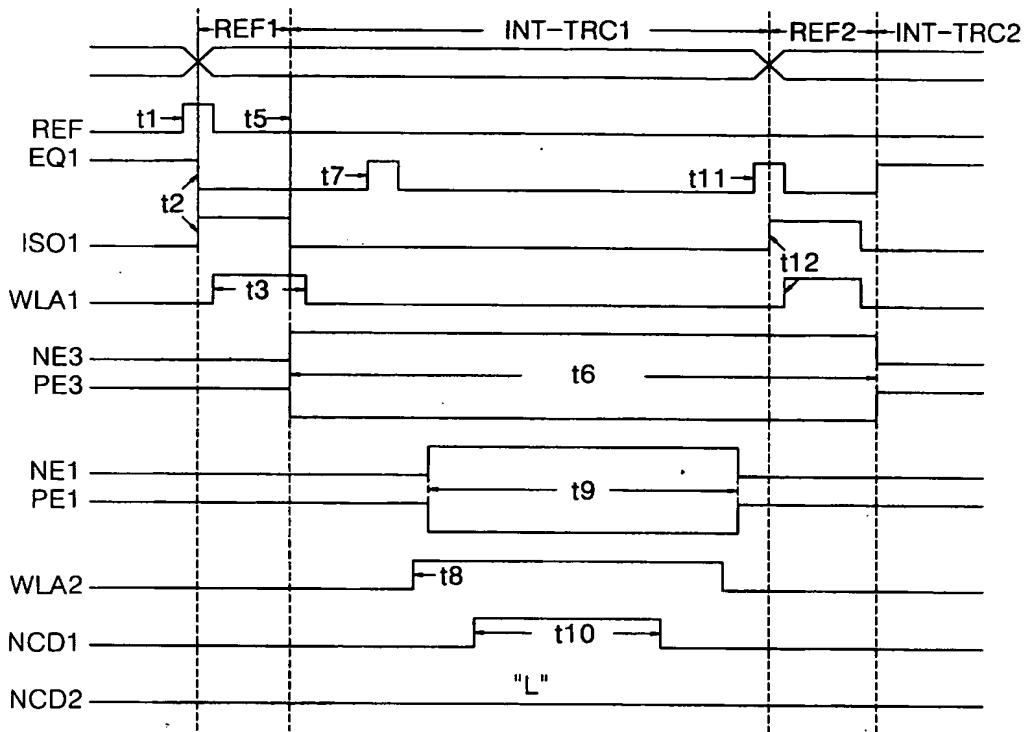 REF1 INT-TRC1 REF2 INT-TRC2
REF t1 t5
EQ1 t7 t11
t2
ISO1 t12
WLA1 t3
NE3
t6
PE3
NE1
PE1 t9
WLA2 t8
NCD1 t10
NCD2 "L"